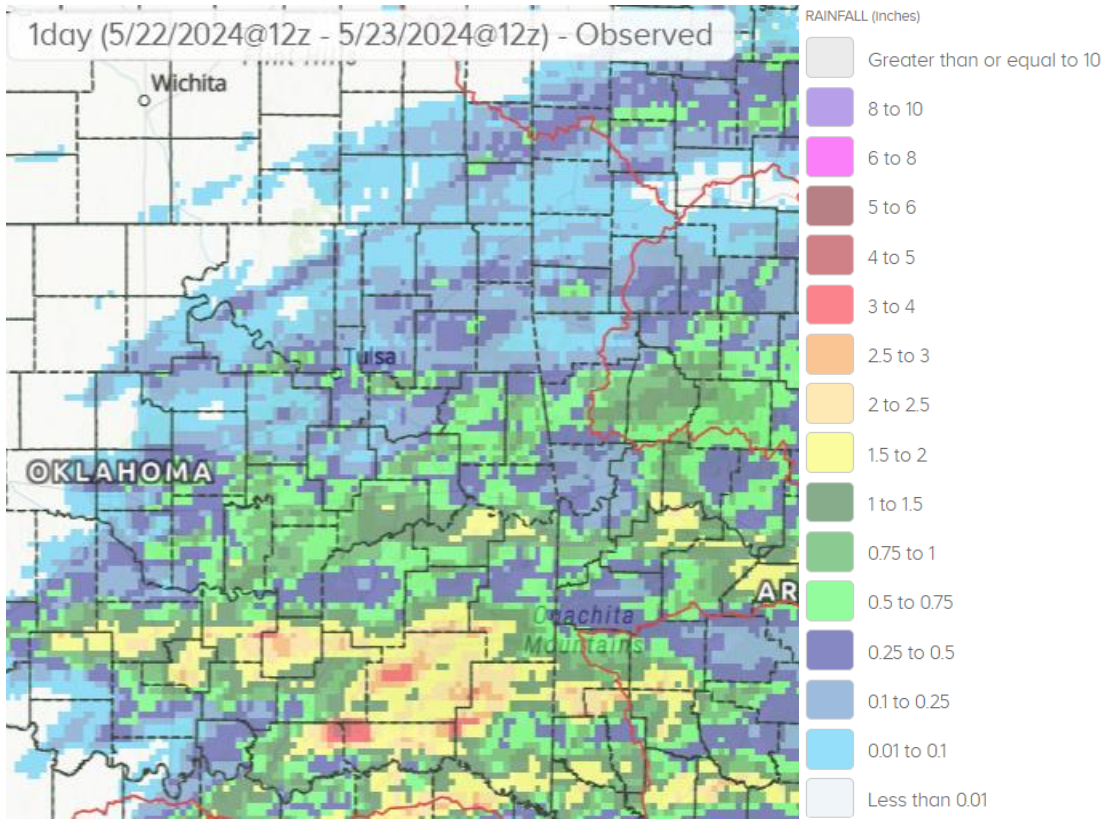 1day (5/22/2024@12z - 5/23/2024@12z) - Observed
Wichita
Tulsa
OKLAHOMA
AR
Ouachita
Mountains
RAINFALL (Inches)
Greater than or equal to 10
8 to 10
6 to 8
5 to 6
4 to 5
3 to 4
2.5 to 3
2 to 2.5
1.5 to 2
1 to 1.5
0.75 to 1
0.5 to 0.75
0.25 to 0.5
0.1 to 0.25
0.01 to 0.1
Less than 0.01